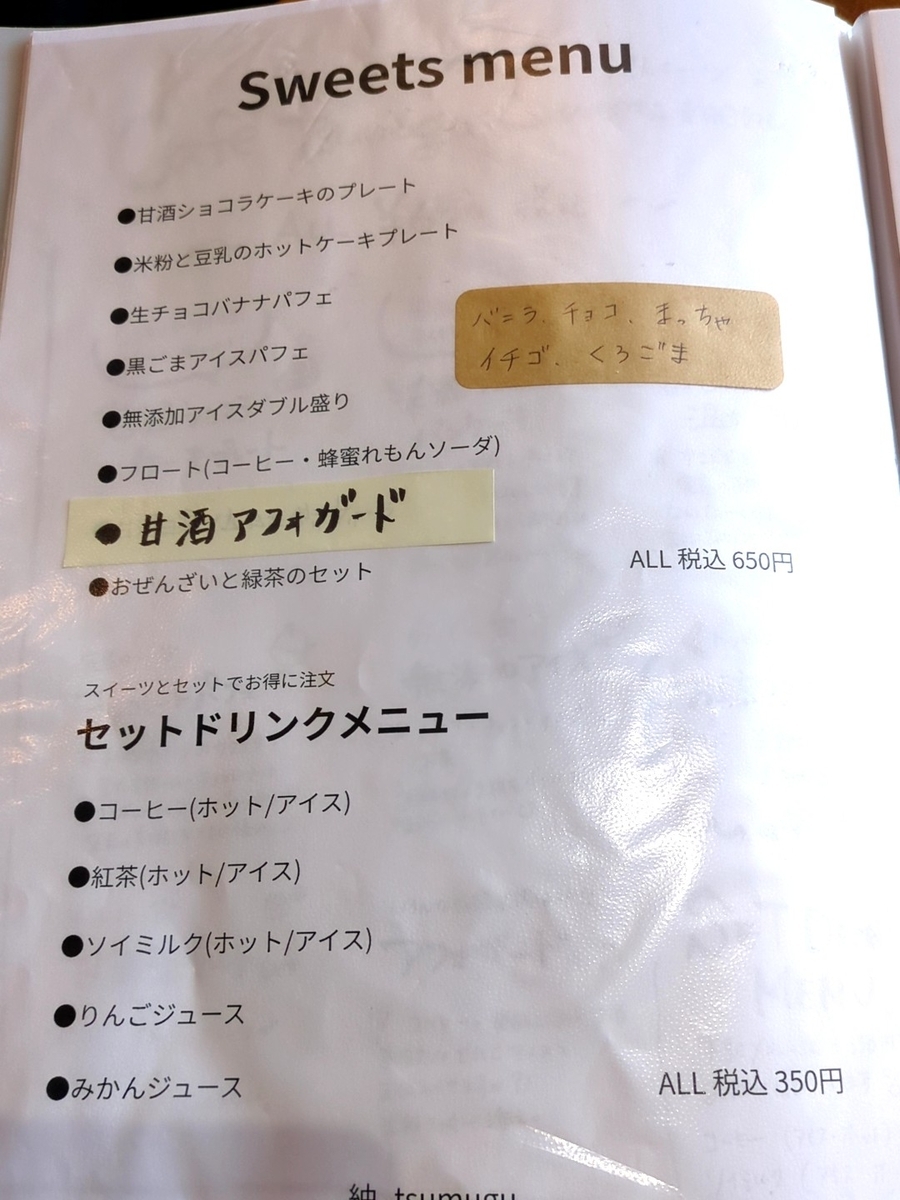 Sweets menu
●甘酒ショコラケーキのプレート
●米粉と豆乳のホットケーキプレート
●生チョコバナナパフェ
●黒ごまアイスパフェ
バニラ、チョコ、まっちゃ
イチゴ、くろごま
●無添加アイスダブル盛り
●フロート(コーヒー・蜂蜜れもんソーダ)
●甘酒アフォガード
●おぜんざいと緑茶のセット
ALL 税込 650円
スイーツとセットでお得に注文
セットドリンクメニュー
●コーヒー(ホット/アイス)
●紅茶(ホット/アイス)
●ソイミルク(ホット/アイス)
●りんごジュース
●みかんジュース
ALL 税込 350円
紬 tsumugu